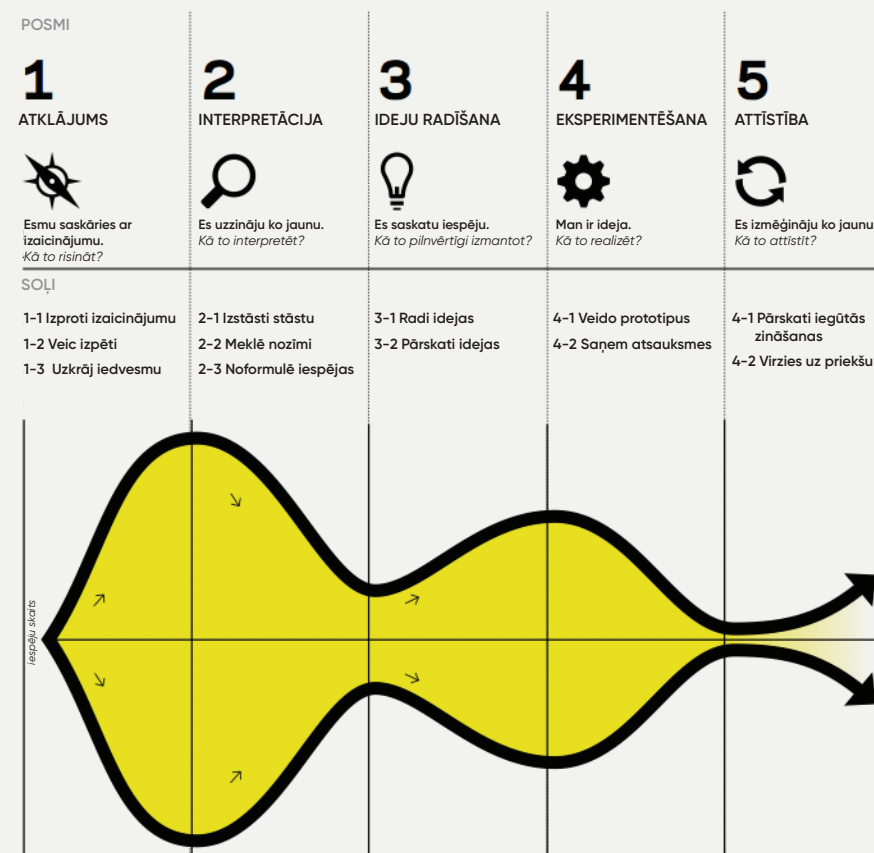 POSMI
1
ATKLĀJUMS
Esmu saskāries ar
izaicinājumu.
Kā to risināt?
2
INTERPRETĀCIJA
Es uzzināju ko jaunu.
Kā to interpretēt?
3
IDEJU RADĪŠANA
Es saskatu iespēju.
Kā to pilnvērtīgi izmantot?
4
EKSPERIMENTĒŠANA
Man ir ideja.
Kā to realizēt?
5
ATTĪSTĪBA
Es izmēģināju ko jaunu
Kā to attīstīt?
SOĻI
1-1 Izproti izaicinājumu
1-2 Veic izpēti
1-3 Uzkrāj iedvesmu
2-1 Izstāsti stāstu
2-2 Meklē nozīmi
2-3 Noformulē iespējas
3-1 Radi idejas
3-2 Pārskati idejas
4-1 Veido prototipus
4-2 Saņem atsauksmes
4-1 Pārskati iegūtās
zināšanas
4-2 Virzies uz priekšu
iespēju skaits